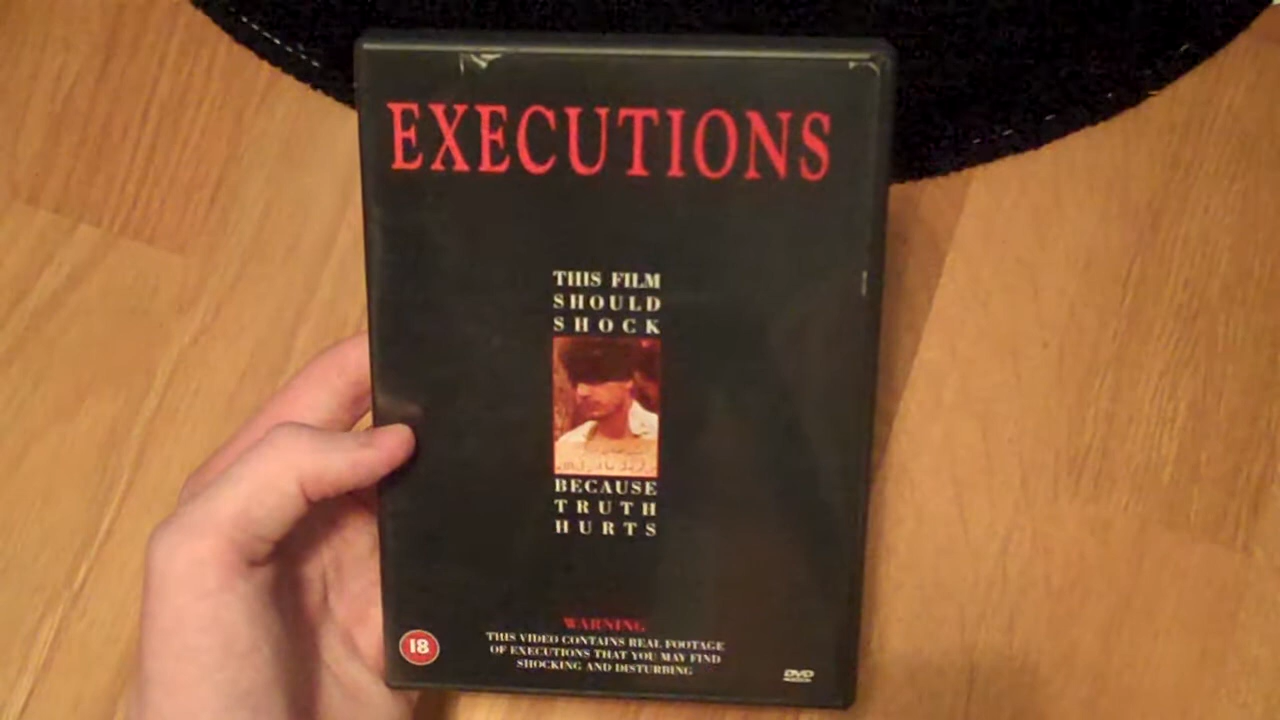 EXECUTIONS
THIS FILM
SHOULD
SHOCK
BECAUSE
TRUTH
HURTS
WARNING
THIS VIDEO CONTAINS REAL FOOTAGE
OF EXECUTIONS THAT YOU MAY FIND
SHOCKING AND DISTURBING
18
DVD